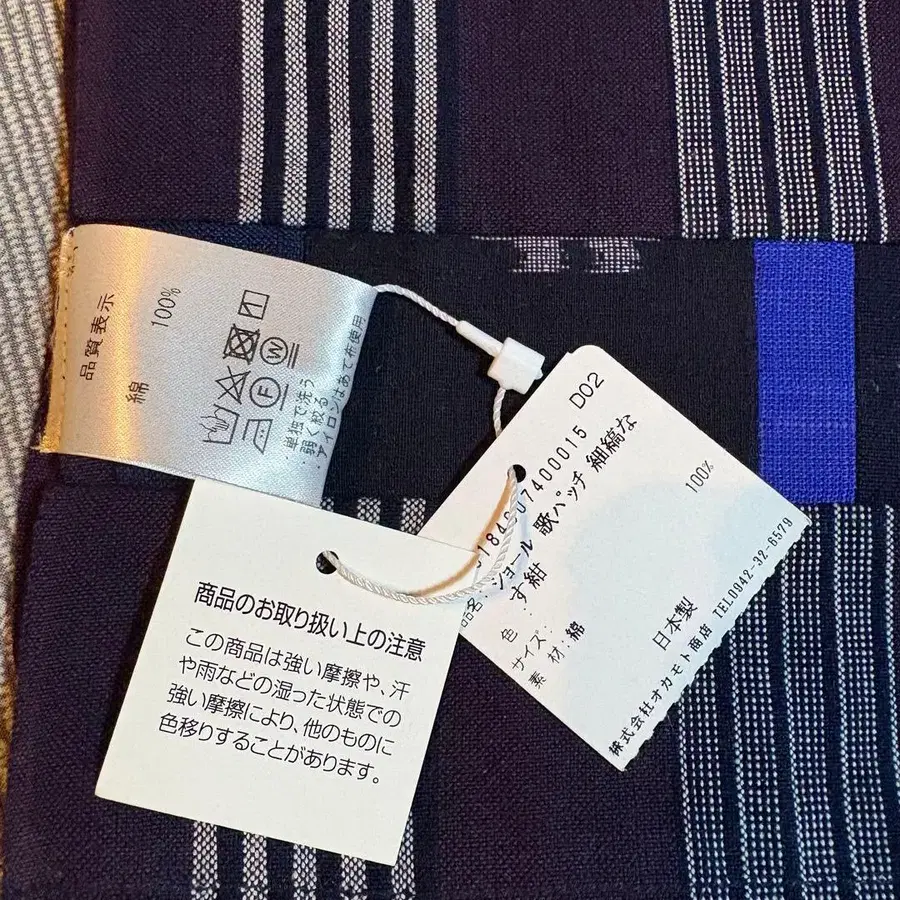 品質表示
綿 100%
W
F
・単独で洗う
・弱く絞る
・アイロンはあて布使用
商品のお取り扱い上の注意
この商品は強い摩擦や、汗
や雨などの湿った状態での
強い摩擦により、他のものに
色移りすることがあります。
D02
07400015
品名:ショール 歌パッチ 細縞な
す紺
色 :
サイズ:
素 材:綿 100%
日本製
株式会社オカモト商店 TEL0942-32-6579